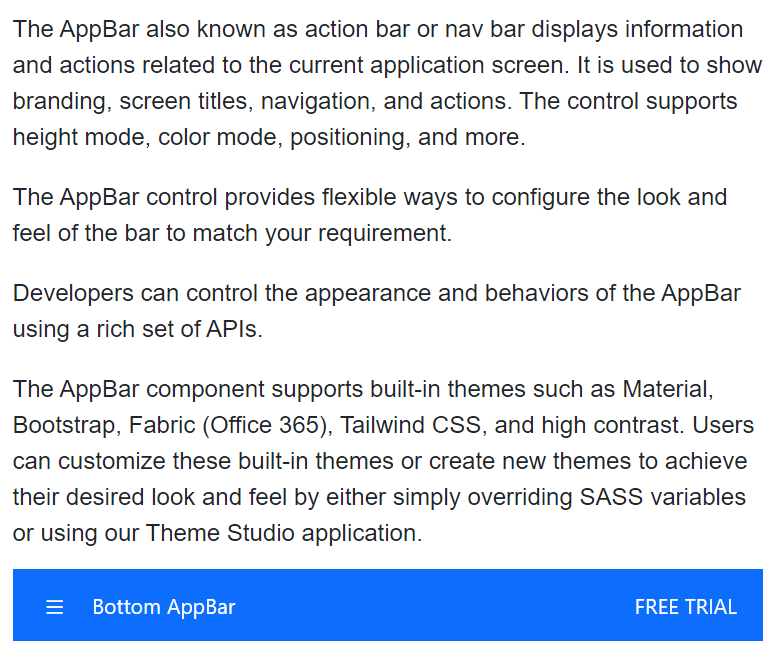 The AppBar also known as action bar or nav bar displays information
and actions related to the current application screen. It is used to show
branding, screen titles, navigation, and actions. The control supports
height mode, color mode, positioning, and more.
The AppBar control provides flexible ways to configure the look and
feel of the bar to match your requirement.
Developers can control the appearance and behaviors of the AppBar
using a rich set of APIs.
The AppBar component supports built-in themes such as Material,
Bootstrap, Fabric (Office 365), Tailwind CSS, and high contrast. Users
can customize these built-in themes or create new themes to achieve
their desired look and feel by either simply overriding SASS variables
or using our Theme Studio application.
Bottom AppBar FREE TRIAL